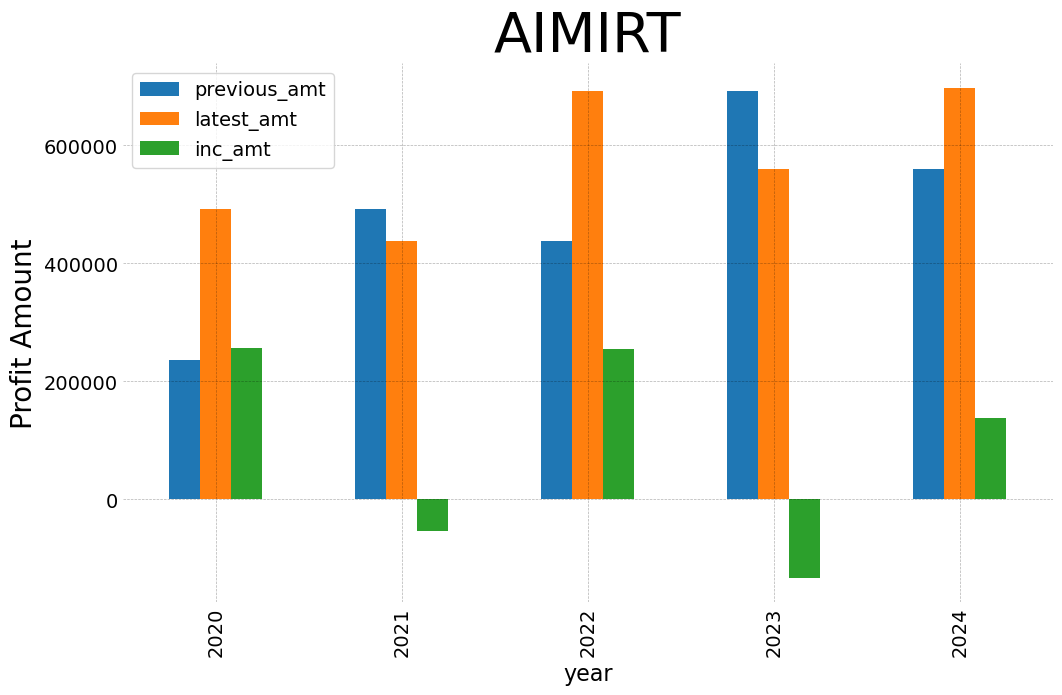 AIMIRT
previous_amt
latest_amt
inc_amt
Profit Amount
600000
400000
200000
0
2020
2021
2022
2023
2024
year